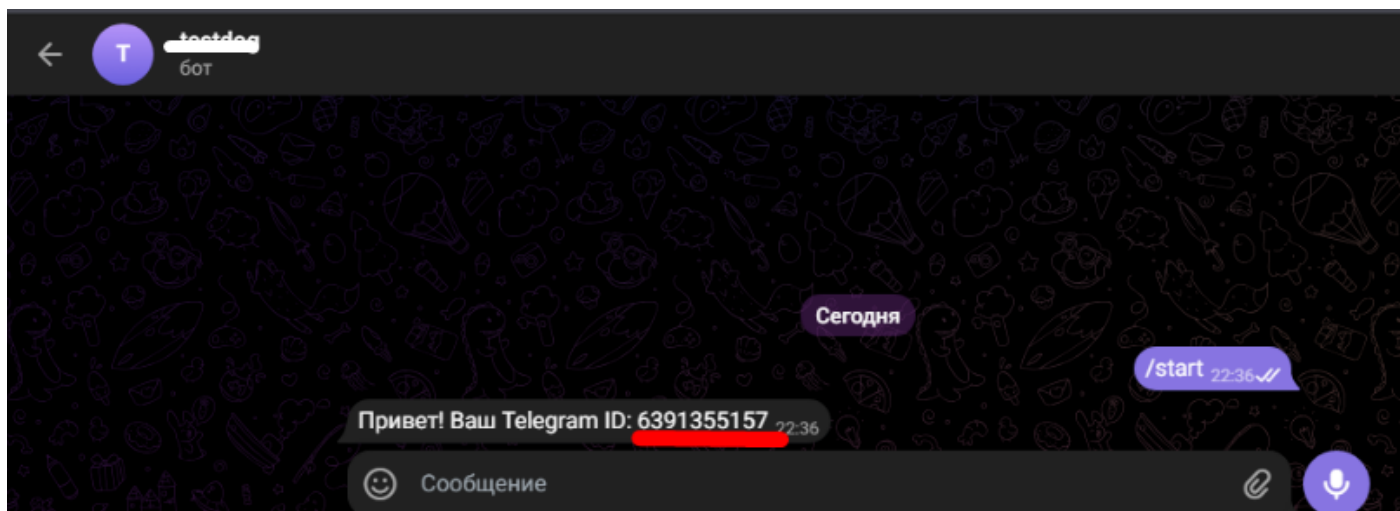 T
бот
Сегодня
/start 22:36
Привет! Ваш Telegram ID: 6391355157 22:36
Сообщение